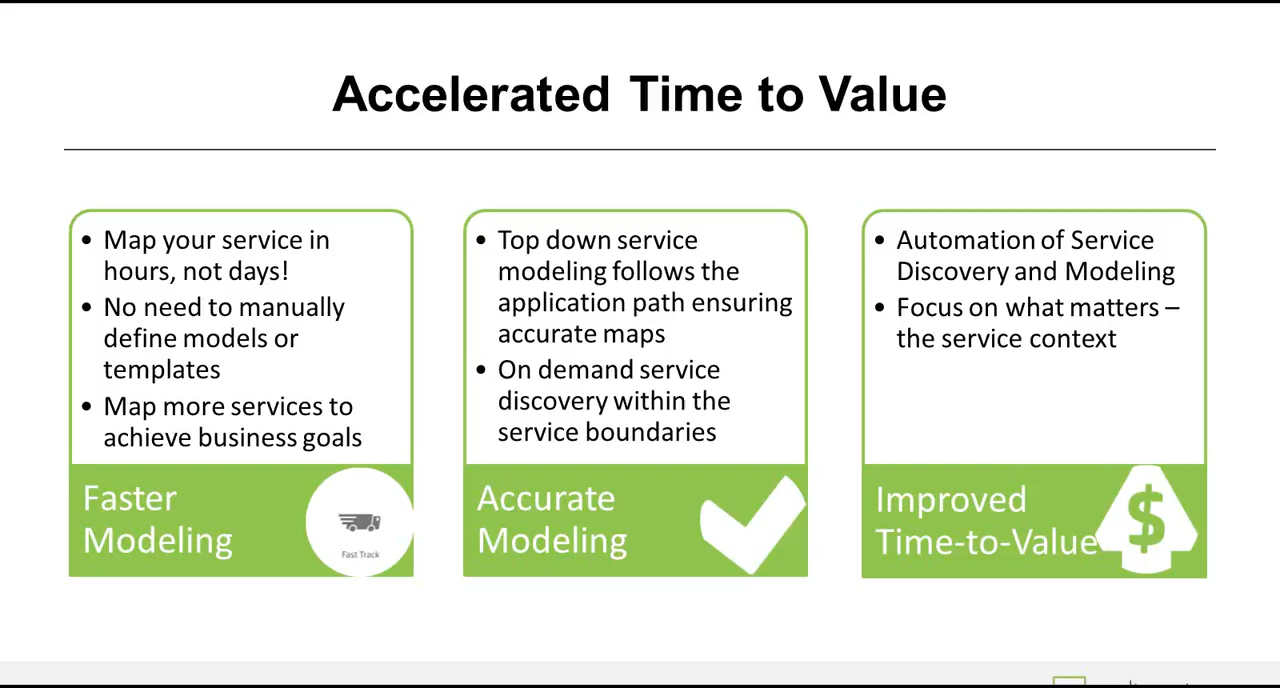 Accelerated Time to Value
• Map your service in
hours, not days!
• No need to manually
define models or
templates
• Map more services to
achieve business goals
Faster
Modeling
Fast Track
• Top down service
modeling follows the
application path ensuring
accurate maps
• On demand service
discovery within the
service boundaries
Accurate
Modeling
• Automation of Service
Discovery and Modeling
• Focus on what matters –
the service context
Improved
Time-to-Value
$